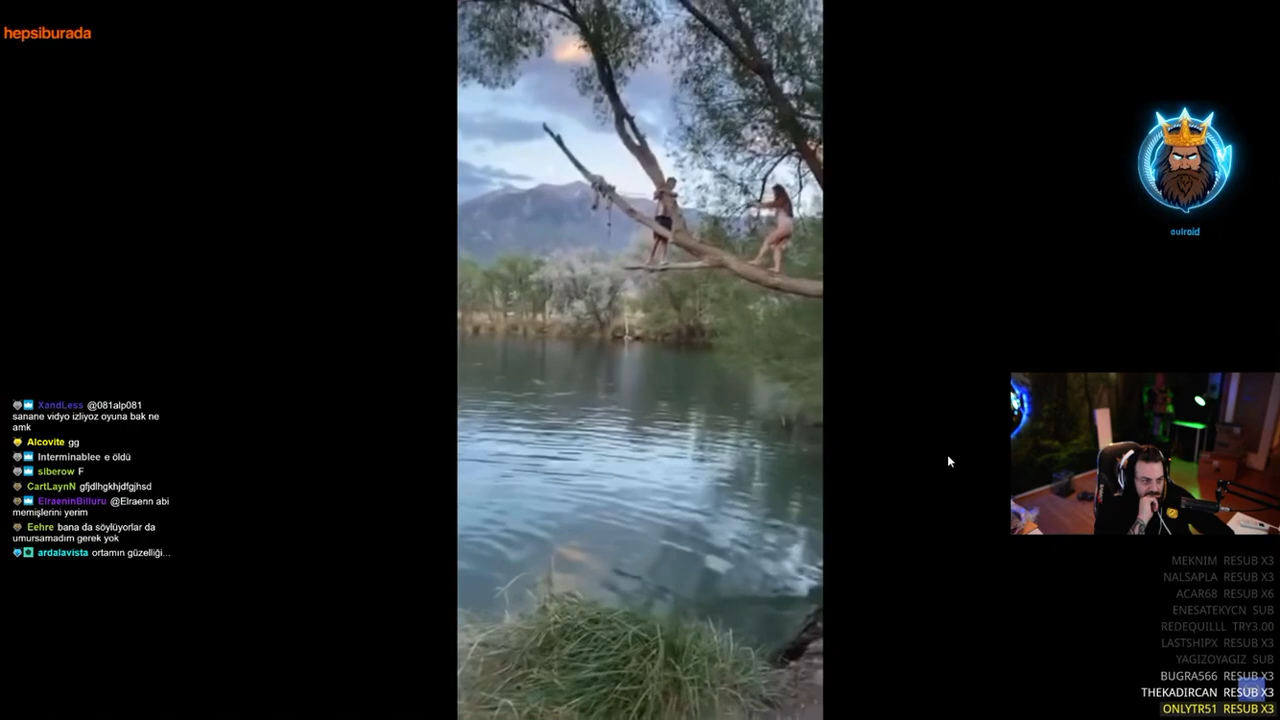 hepsiburada
oulroid
XandLess @081alp081
sanane vidyo izliyoz oyuna bak ne
amk
Alcovite gg
Interminablee e öldü
siberow F
CartLaynN gfjdlhgkhjdfgjhsd
ElraeninBilluru @Elraenn abi
memişlerini yerim
Eehre bana da söylüyorlar da
umursamadım gerek yok
ardalavista ortamın güzelliği...
MEKNIM RESUB X3
NALSAPLA RESUB X3
ACAR68 RESUB X6
ENESATEKYCN SUB
REDEQUILLL TRY3,00
LASTSHIPX RESUB X3
YAGIZOYAGIZ SUB
BUGRA566 RESUB X3
THEKADIRCAN RESUB X3
ONLYTR51 RESUB X3